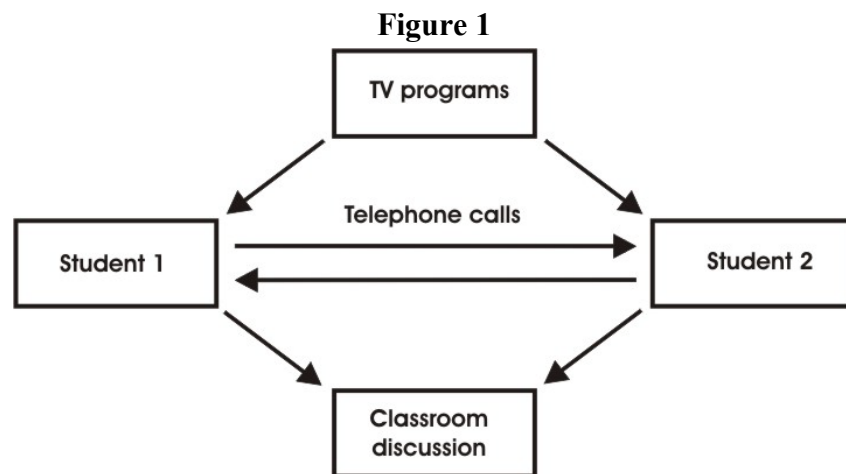 Figure 1
TV programs
Telephone calls
Student 1
Student 2
Classroom
discussion